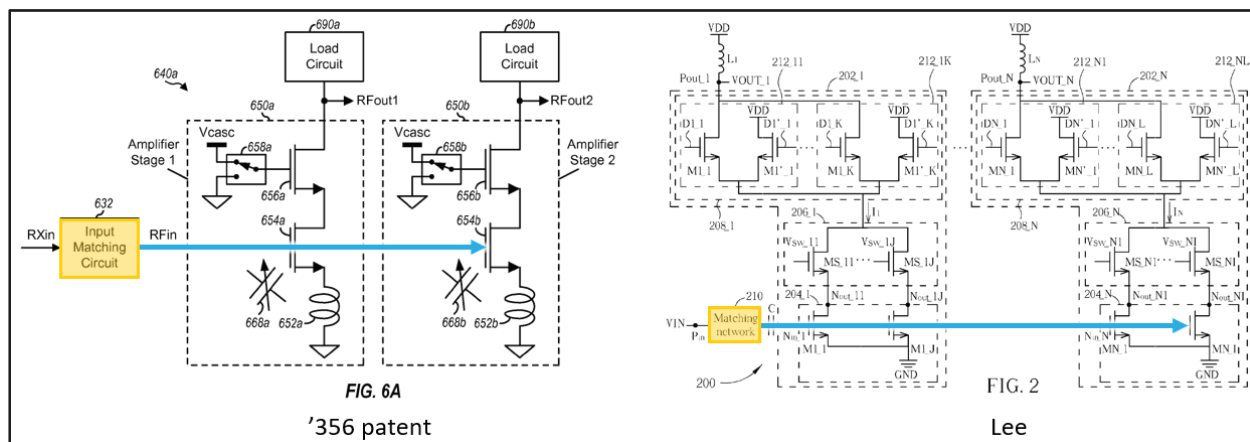 690a
690b
Load Circuit
Load Circuit
640a
RFout1
RFout2
650a
650b
Vcasc
658a
Vcasc
658b
Amplifier Stage 1
Amplifier Stage 2
656a
656b
632
654a
654b
RXin
Input Matching Circuit
RFin
668a
652a
668b
652b
FIG. 6A
'356 patent
VDD
VDD
L1
LN
Pout_1
VOUT_1
212_11
202_1
212_1K
Pout_N
VOUT_N
212_N1
202_N
212_NL
VDD
VDD
VDD
VDD
D1_1
D1'_1
D1_K
D1'_K
DN_1
DN'_1
DN_L
DN'_L
M1_1
M1'_1
M1_K
M1'_K
MN_1
MN'_1
MN_L
MN'_L
208_1
206_1
I1
208_N
206_N
IN
VSW_11
VSW_1J
VSW_N1
VSW_NI
MS_11
MS_1J
MS_N1
MS_NI
210
204_1
Nout_11
Nout_1J
204_N
Nout_N1
Nout_NI
VIN
Pin
Matching network
C
Nin_1
Nin_N
M1_1
M1_J
MN_1
MN_I
GND
GND
200
FIG. 2
Lee